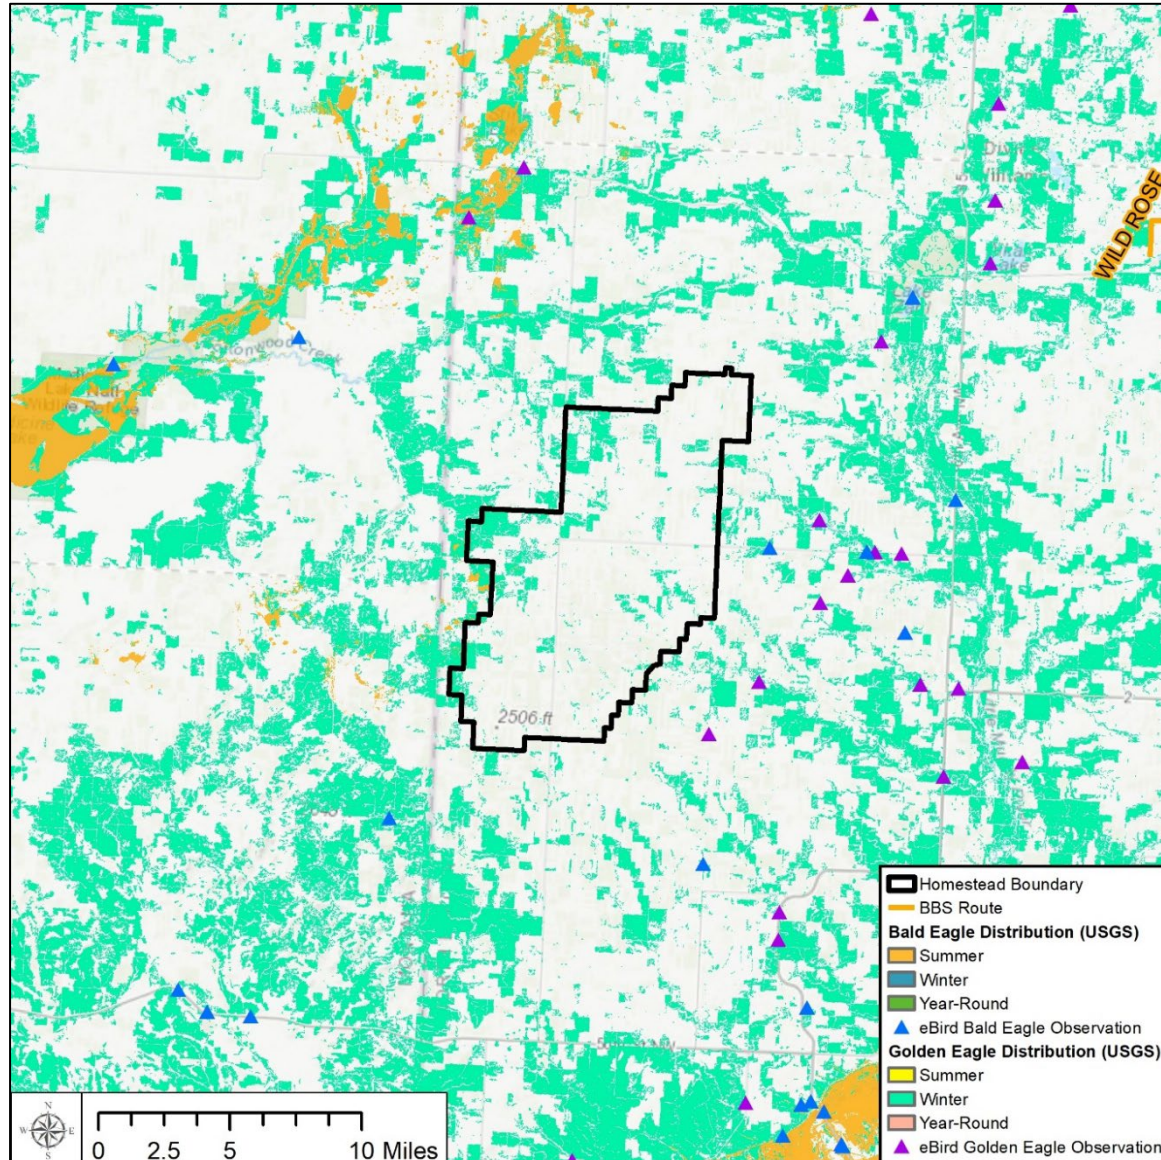 WILD ROSE
2506 ft
2
N
W E
S
0 2.5 5 10 Miles
Homestead Boundary
BBS Route
Bald Eagle Distribution (USGS)
Summer
Winter
Year-Round
eBird Bald Eagle Observation
Golden Eagle Distribution (USGS)
Summer
Winter
Year-Round
eBird Golden Eagle Observation